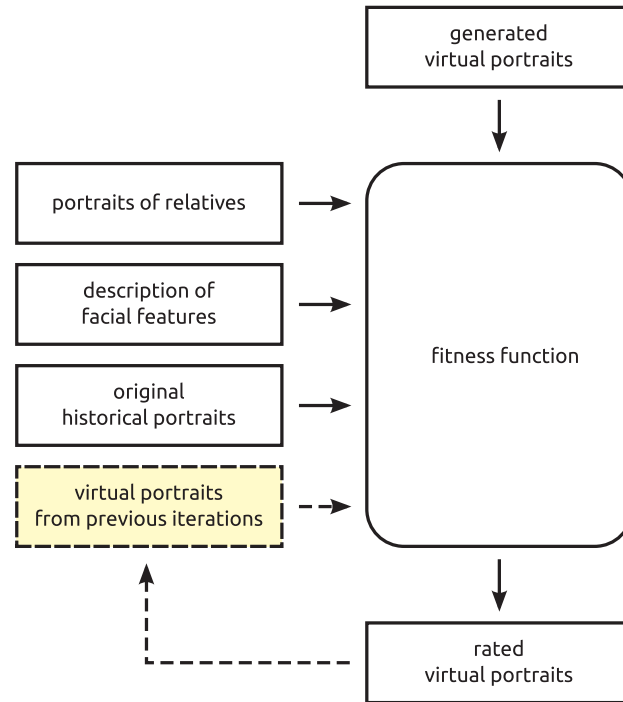 generated
virtual portraits
portraits of relatives
description of
facial features
fitness function
original
historical portraits
virtual portraits
from previous iterations
rated
virtual portraits